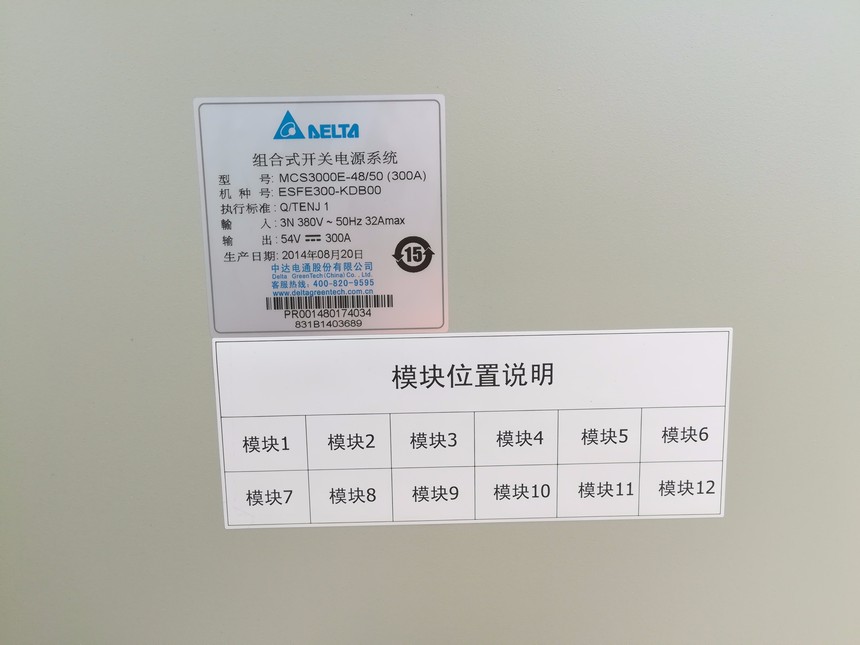 DELTA
组合式开关电源系统
型 号: MCS3000E-48/50 (300A)
机 种 号: ESFE300-KDB00
执行标准: Q/TENJ 1
输 入: 3N 380V ~ 50Hz 32Amax
输 出: 54V ⎓ 300A
生产日期: 2014年08月20日
15
中达电通股份有限公司
Delta GreenTech(China) Co., Ltd.
客服热线: 400-820-9595
www.deltagreentech.com.cn
PR001480174034
831B1403689
模块位置说明
模块1 模块2 模块3 模块4 模块5 模块6
模块7 模块8 模块9 模块10 模块11 模块12